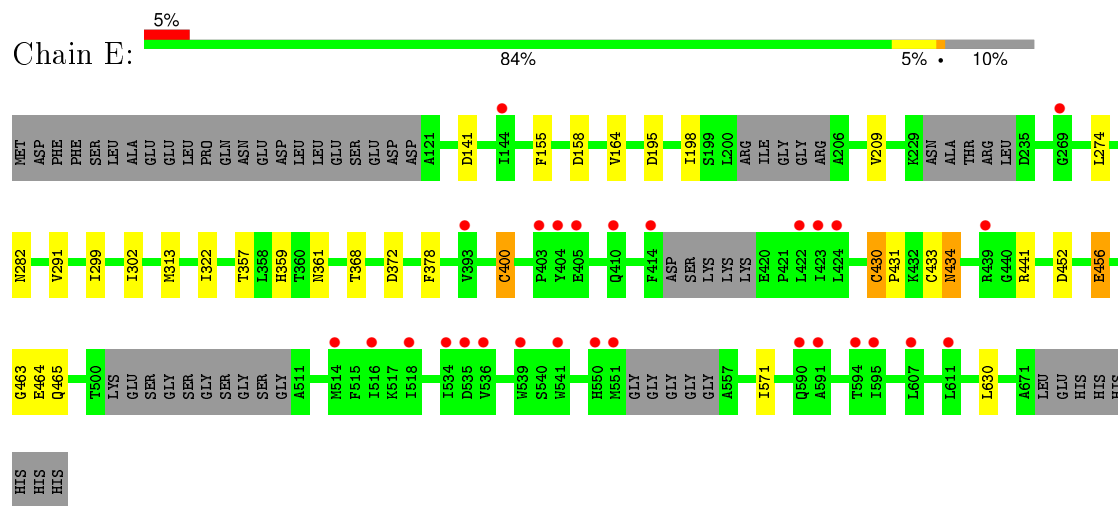 5%
Chain E:
84% 5% • 10%
MET ASP PHE PHE SER LEU ALA GLU GLU LEU PRO GLN ASN GLU ASP LEU LEU GLU SER GLU ASP ASP A121 D141 I144 F155 D158 V164 D195 I198 S199 L200 ARG ILE GLY GLY ARG A206 V209 K229 ASN ALA THR ARG LEU D235 G269 L274
N282 V291 I299 I302 M313 I322 T357 L358 H359 T360 N361 T368 D372 F378 V393 C400 P403 Y404 E405 Q410 F414 ASP SER LYS LYS LYS E420 P421 L422 I423 L424 C430 P431 K432 C433 N434 R439 G440 R441 D452 E456
G463 E464 Q465 T500 LYS GLU SER GLY SER GLY SER SER GLY A511 M514 F515 I516 K517 I518 I534 D535 V536 W539 S540 W541 H550 M551 GLY GLY GLY GLY GLY A557 I571 Q590 A591 T594 I595 L607 L611 L630 A671 LEU GLU HIS HIS HIS
HIS HIS HIS